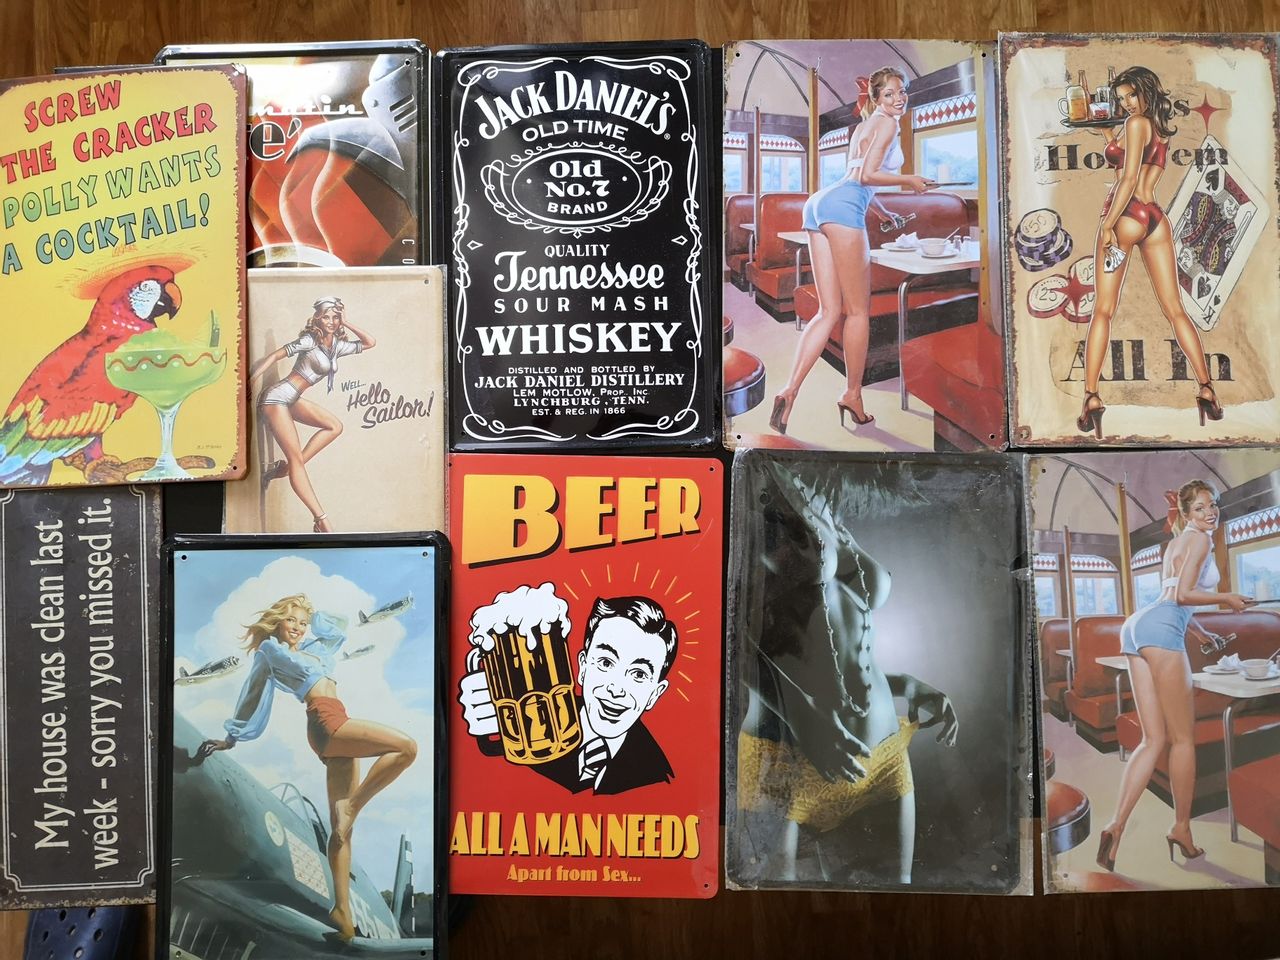 SCREW
THE CRACKER
POLLY WANTS
A COCKTAIL!
JACK DANIEL'S
OLD TIME
Old
No.7
BRAND
QUALITY
Tennessee
SOUR MASH
WHISKEY
DISTILLED AND BOTTLED BY
JACK DANIEL DISTILLERY
LEM MOTLOW, PROP., INC.
LYNCHBURG, TENN.
EST. & REG. IN 1866
All In
WELL...
Hello
Sailor!
My house was clean last
week - sorry you missed it.
BEER
ALL A MAN NEEDS
Apart from Sex...